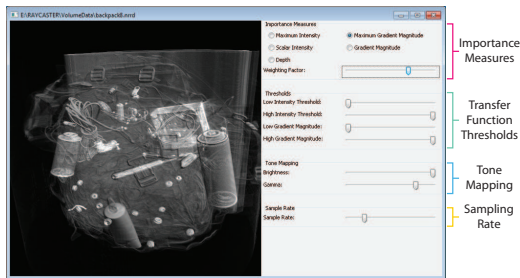 E:\RAYCASTER\VolumeData\backpack8.nrrd
Importance Measures
Maximum Intensity
Maximum Gradient Magnitude
Scalar Intensity
Gradient Magnitude
Depth
Weighting Factor:
Thresholds
Low Intensity Threshold:
High Intensity Threshold:
Low Gradient Magnitude:
High Gradient Magnitude:
Tone Mapping
Brightness:
Gamma:
Sample Rate
Sample Rate:
Importance
Measures
Transfer
Function
Thresholds
Tone
Mapping
Sampling
Rate